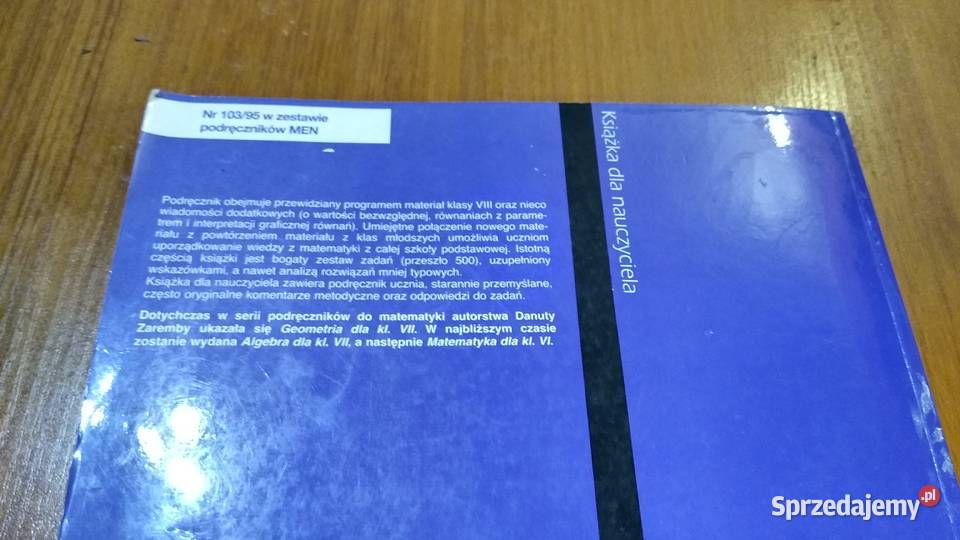 Nr 103/95 w zestawie
podręczników MEN
Podręcznik obejmuje przewidziany programem materiał klasy VIII oraz nieco
wiadomości dodatkowych (o wartości bezwzględnej, równaniach z parame-
trem i interpretacji graficznej równań). Umiejętne połączenie nowego mate-
riału z powtórzeniem materiału z klas młodszych umożliwia uczniom
uporządkowanie wiedzy z matematyki z całej szkoły podstawowej. Istotną
częścią książki jest bogaty zestaw zadań (przeszło 500), uzupełniony
wskazówkami, a nawet analizą rozwiązań mniej typowych.
Książka dla nauczyciela zawiera podręcznik ucznia, starannie przemyślane,
często oryginalne komentarze metodyczne oraz odpowiedzi do zadań.
Dotychczas w serii podręczników do matematyki autorstwa Danuty
Zaremby ukazała się Geometria dla kl. VII. W najbliższym czasie
zostanie wydana Algebra dla kl. VII, a następnie Matematyka dla kl. VI.
Książka dla nauczyciela
Sprzedajemy.pl